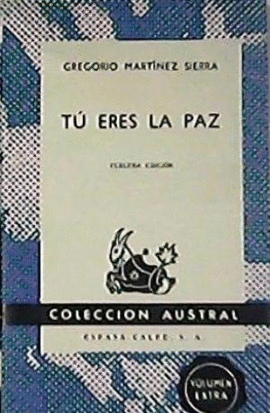 GREGORIO MARTÍNEZ SIERRA
TÚ ERES LA PAZ
TERCERA EDICIÓN
COLECCION AUSTRAL
ESPASA-CALPE, S. A.
VOLUMEN
EXTRA